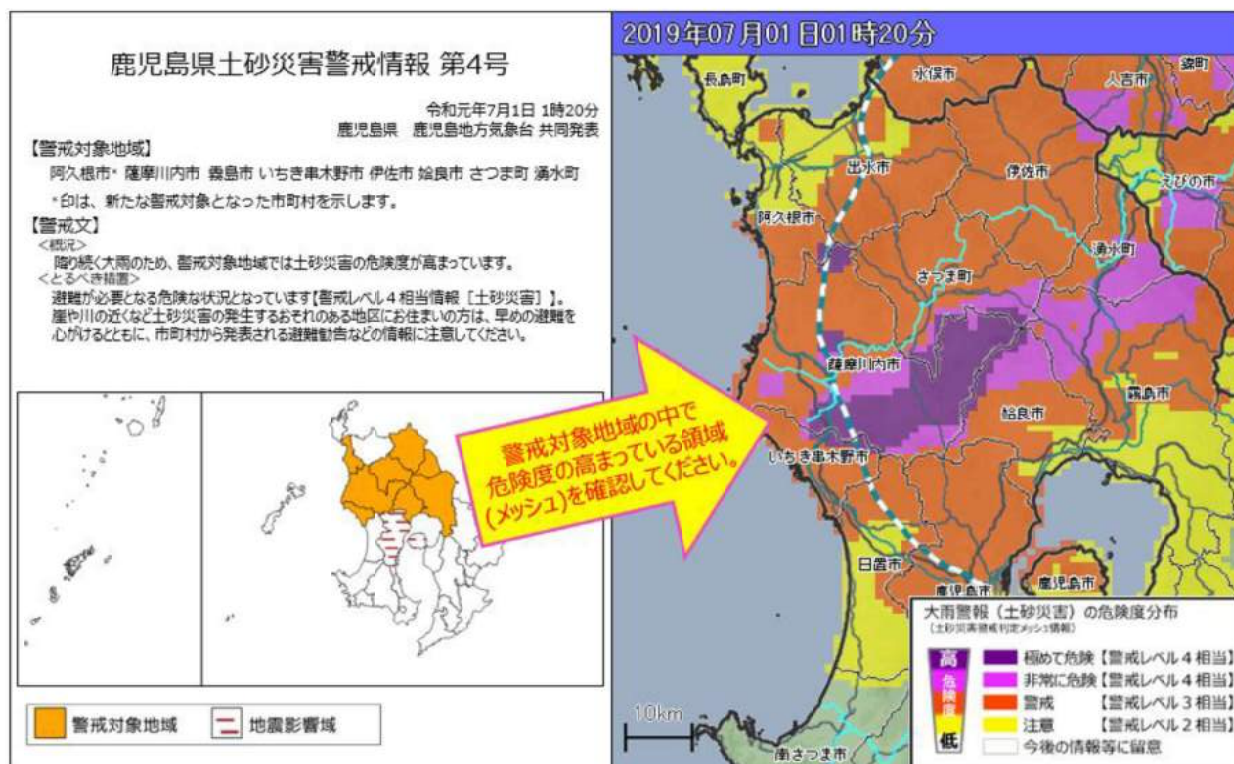 鹿児島県土砂災害警戒情報 第4号
令和元年7月1日 1時20分
鹿児島県 鹿児島地方気象台 共同発表
【警戒対象地域】
阿久根市* 薩摩川内市 霧島市 いちき串木野市 伊佐市 姶良市 さつま町 湧水町
*印は、新たな警戒対象となった市町村を示します。
【警戒文】
<概況>
降り続く大雨のため、警戒対象地域では土砂災害の危険度が高まっています。
<とるべき措置>
避難が必要となる危険な状況となっています【警戒レベル4相当情報［土砂災害］】。
崖や川の近くなど土砂災害の発生するおそれのある地区にお住まいの方は、早めの避難を
心がけるとともに、市町村から発表される避難勧告などの情報に注意してください。
警戒対象地域
地震影響域
警戒対象地域の中で
危険度の高まっている領域
(メッシュ)を確認してください。
2019年07月01日01時20分
長島町
水俣市
人吉市
出水市
伊佐市
えびの市
阿久根市
湧水町
さつま町
薩摩川内市
霧島市
姶良市
いちき串木野市
日置市
鹿児島市
鹿児島市
南さつま市
10km
大雨警報（土砂災害）の危険度分布
（土砂災害警戒判定メッシュ情報）
高
危険度
低
極めて危険【警戒レベル4相当】
非常に危険【警戒レベル4相当】
警戒 【警戒レベル3相当】
注意 【警戒レベル2相当】
今後の情報等に留意